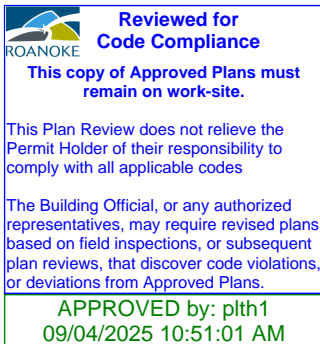 ROANOKE
Reviewed for
Code Compliance
This copy of Approved Plans must
remain on work-site.
This Plan Review does not relieve the
Permit Holder of their responsibility to
comply with all applicable codes
The Building Official, or any authorized
representatives, may require revised plans
based on field inspections, or subsequent
plan reviews, that discover code violations,
or deviations from Approved Plans.
APPROVED by: plth1
09/04/2025 10:51:01 AM